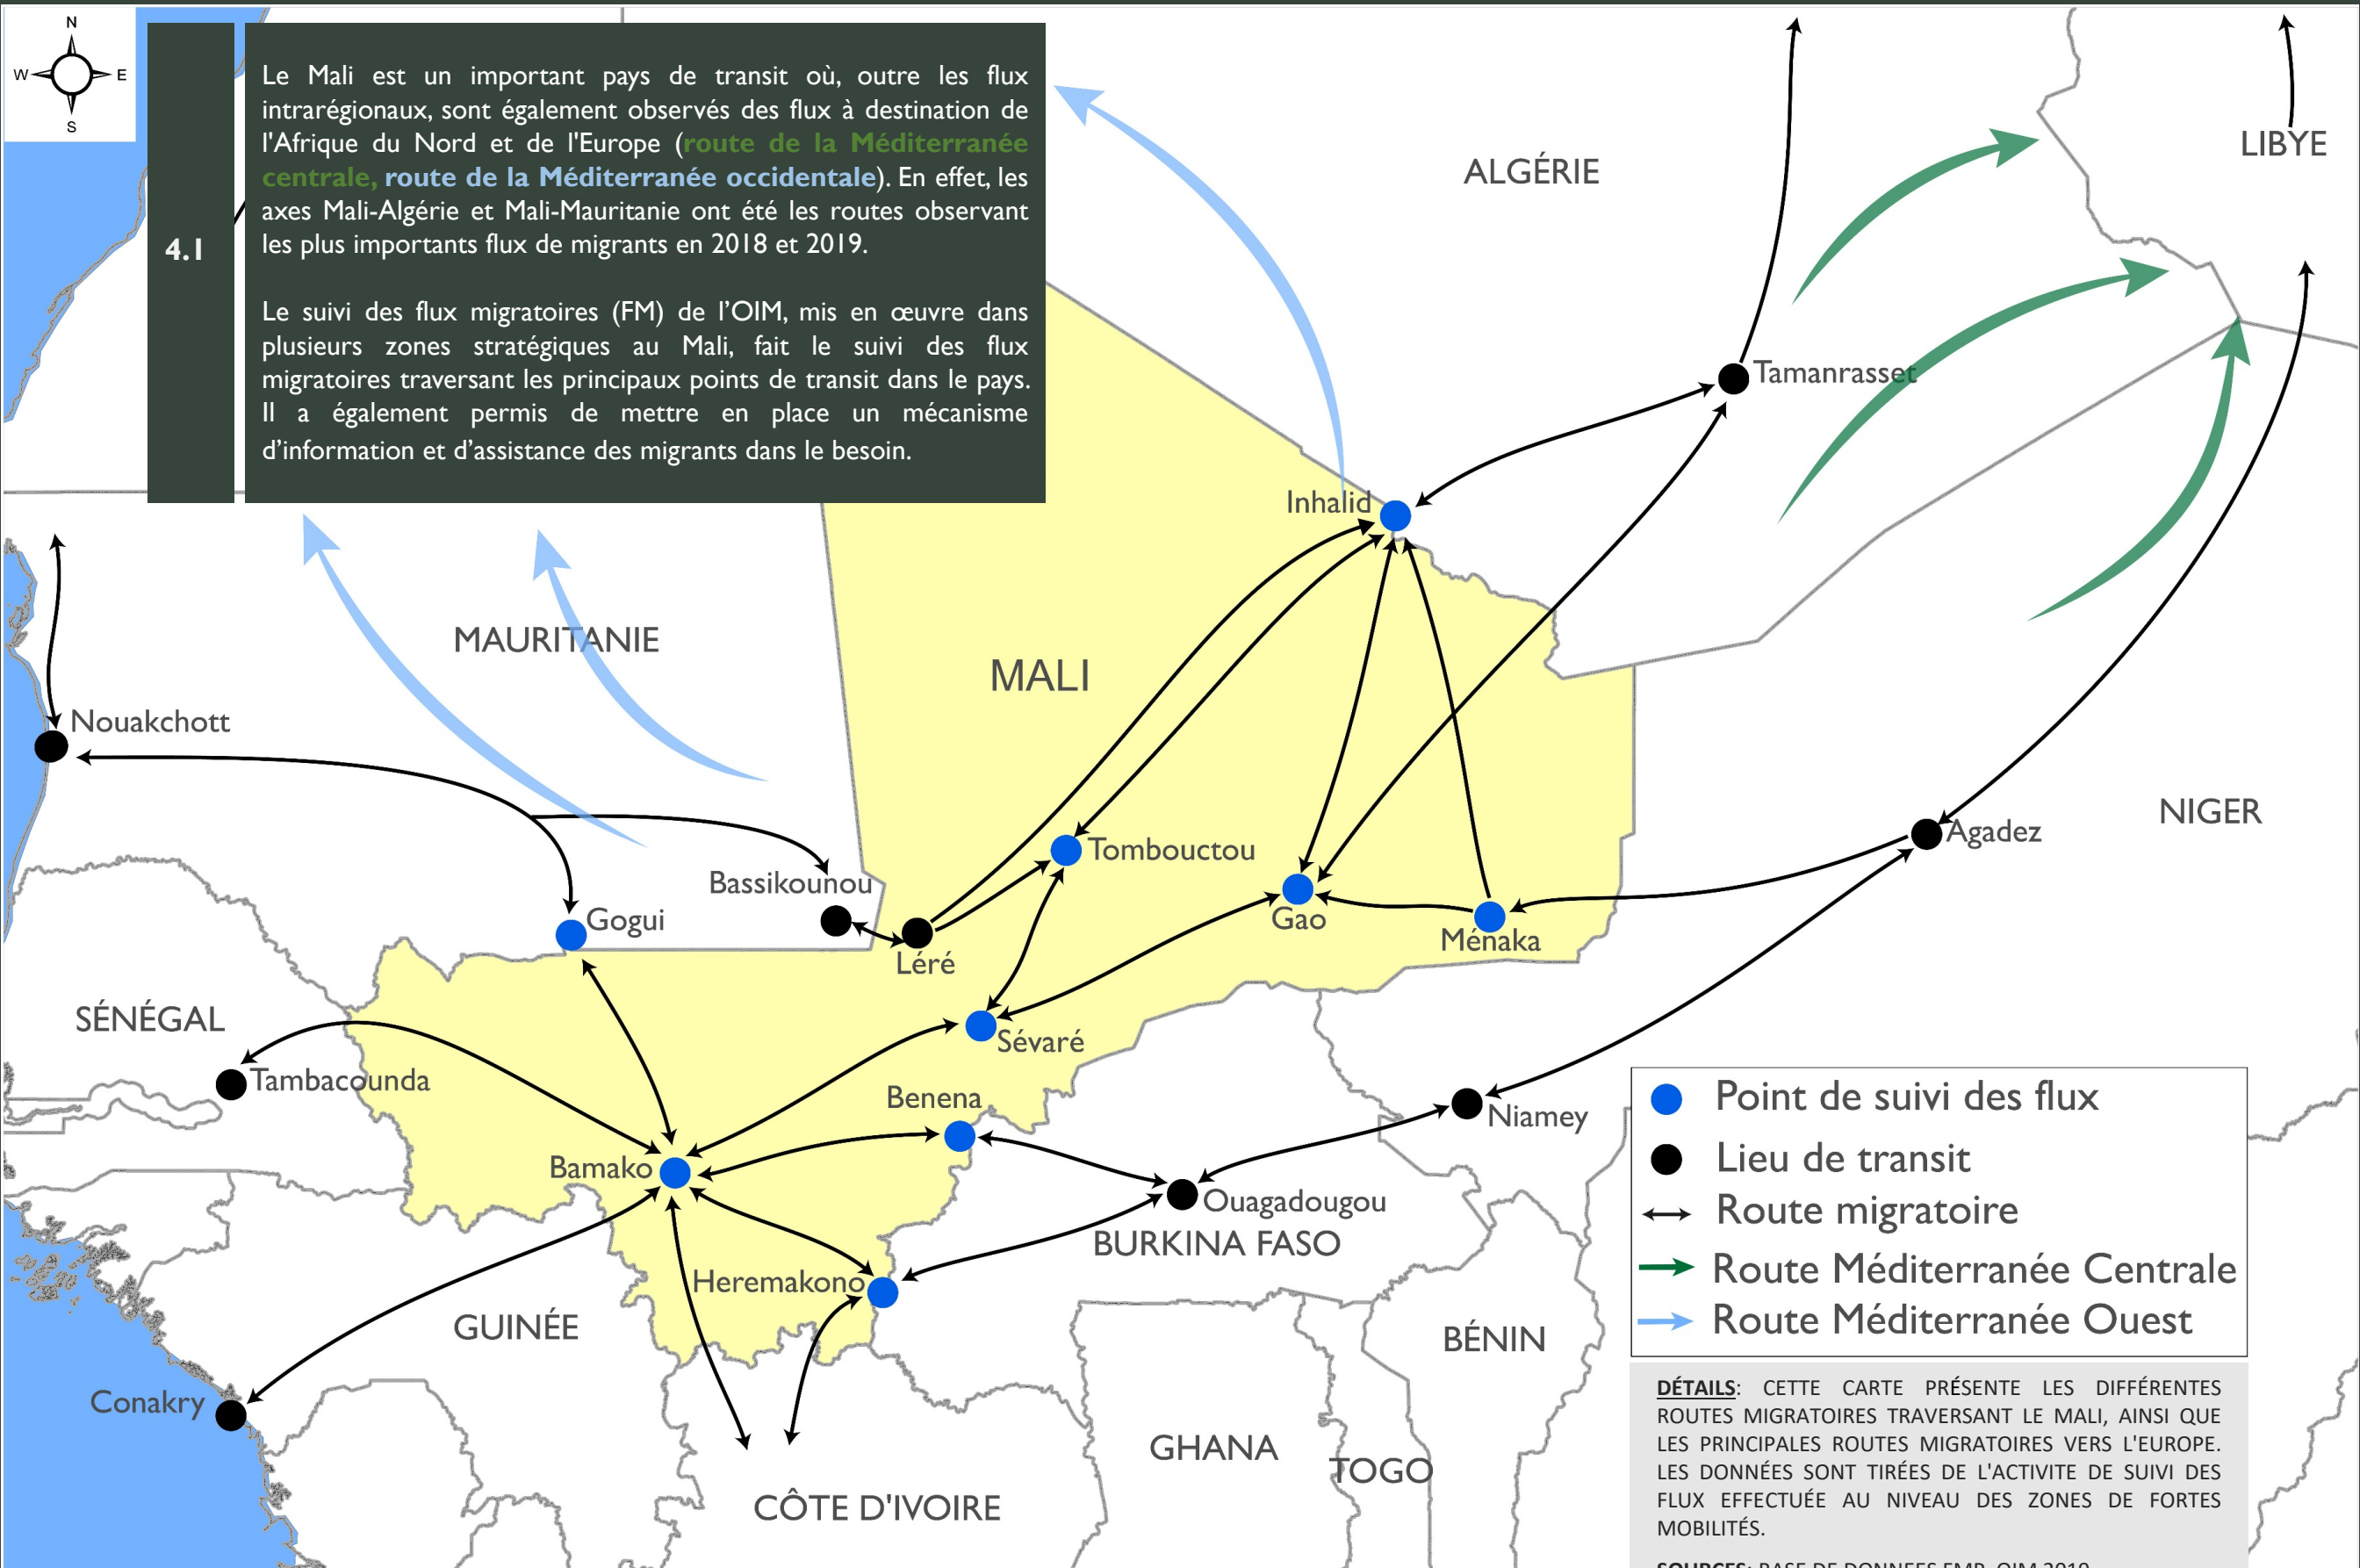 N
W E
S
4.1
Le Mali est un important pays de transit où, outre les flux
intrarégionaux, sont également observés des flux à destination de
l'Afrique du Nord et de l'Europe (route de la Méditerranée
centrale, route de la Méditerranée occidentale). En effet, les
axes Mali-Algérie et Mali-Mauritanie ont été les routes observant
les plus importants flux de migrants en 2018 et 2019.
Le suivi des flux migratoires (FM) de l’OIM, mis en œuvre dans
plusieurs zones stratégiques au Mali, fait le suivi des flux
migratoires traversant les principaux points de transit dans le pays.
Il a également permis de mettre en place un mécanisme
d’information et d’assistance des migrants dans le besoin.
ALGÉRIE
LIBYE
Tamanrasset
Inhalid
MAURITANIE
MALI
Nouakchott
NIGER
Agadez
Tombouctou
Bassikounou
Gogui
Gao
Ménaka
Léré
SÉNÉGAL
Sévaré
Tambacounda
Benena
Niamey
Bamako
Ouagadougou
BURKINA FASO
Heremakono
GUINÉE
BÉNIN
Conakry
GHANA
TOGO
CÔTE D'IVOIRE
Point de suivi des flux
Lieu de transit
Route migratoire
Route Méditerranée Centrale
Route Méditerranée Ouest
DÉTAILS: CETTE CARTE PRÉSENTE LES DIFFÉRENTES
ROUTES MIGRATOIRES TRAVERSANT LE MALI, AINSI QUE
LES PRINCIPALES ROUTES MIGRATOIRES VERS L'EUROPE.
LES DONNÉES SONT TIRÉES DE L'ACTIVITE DE SUIVI DES
FLUX EFFECTUÉE AU NIVEAU DES ZONES DE FORTES
MOBILITÉS.
SOURCES: BASE DE DONNEES FMP, OIM 2019